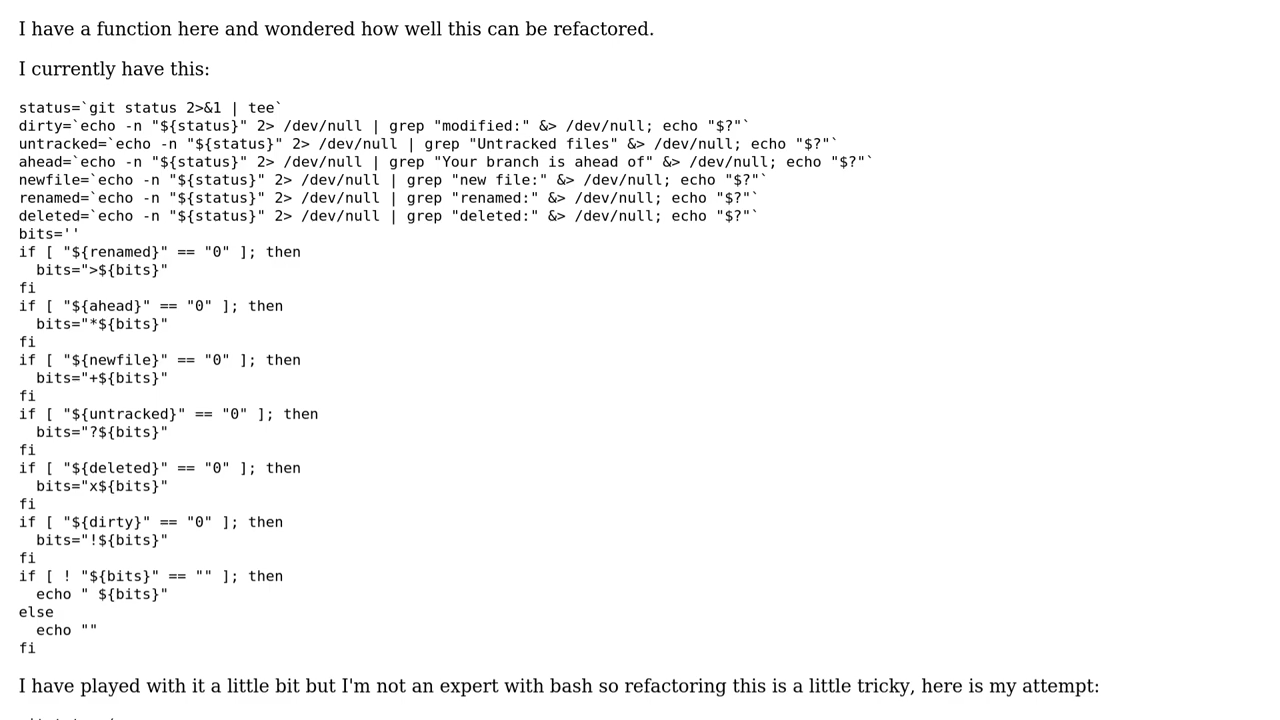 I have a function here and wondered how well this can be refactored.
I currently have this:
status=`git status 2>&1 | tee`
dirty=`echo -n "${status}" 2> /dev/null | grep "modified:" &> /dev/null; echo "$?"`
untracked=`echo -n "${status}" 2> /dev/null | grep "Untracked files" &> /dev/null; echo "$?"`
ahead=`echo -n "${status}" 2> /dev/null | grep "Your branch is ahead of" &> /dev/null; echo "$?"`
newfile=`echo -n "${status}" 2> /dev/null | grep "new file:" &> /dev/null; echo "$?"`
renamed=`echo -n "${status}" 2> /dev/null | grep "renamed:" &> /dev/null; echo "$?"`
deleted=`echo -n "${status}" 2> /dev/null | grep "deleted:" &> /dev/null; echo "$?"`
bits=''
if [ "${renamed}" == "0" ]; then
  bits=">${bits}"
fi
if [ "${ahead}" == "0" ]; then
  bits="*${bits}"
fi
if [ "${newfile}" == "0" ]; then
  bits="+${bits}"
fi
if [ "${untracked}" == "0" ]; then
  bits="?${bits}"
fi
if [ "${deleted}" == "0" ]; then
  bits="x${bits}"
fi
if [ "${dirty}" == "0" ]; then
  bits="!${bits}"
fi
if [ ! "${bits}" == "" ]; then
  echo " ${bits}"
else
  echo ""
fi
I have played with it a little bit but I'm not an expert with bash so refactoring this is a little tricky, here is my attempt: